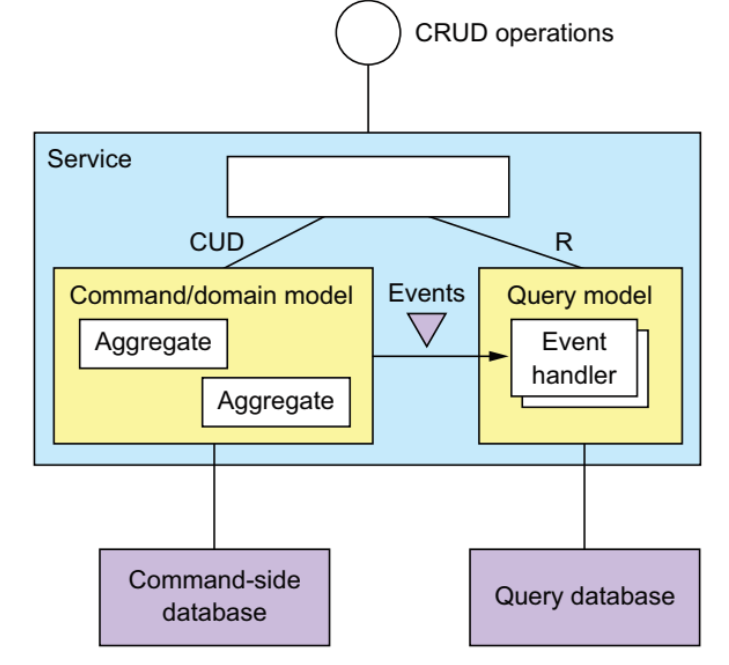 CRUD operations
Service
CUD
R
Command/domain model
Events
Query model
Aggregate
Event
handler
Aggregate
Command-side
database
Query database